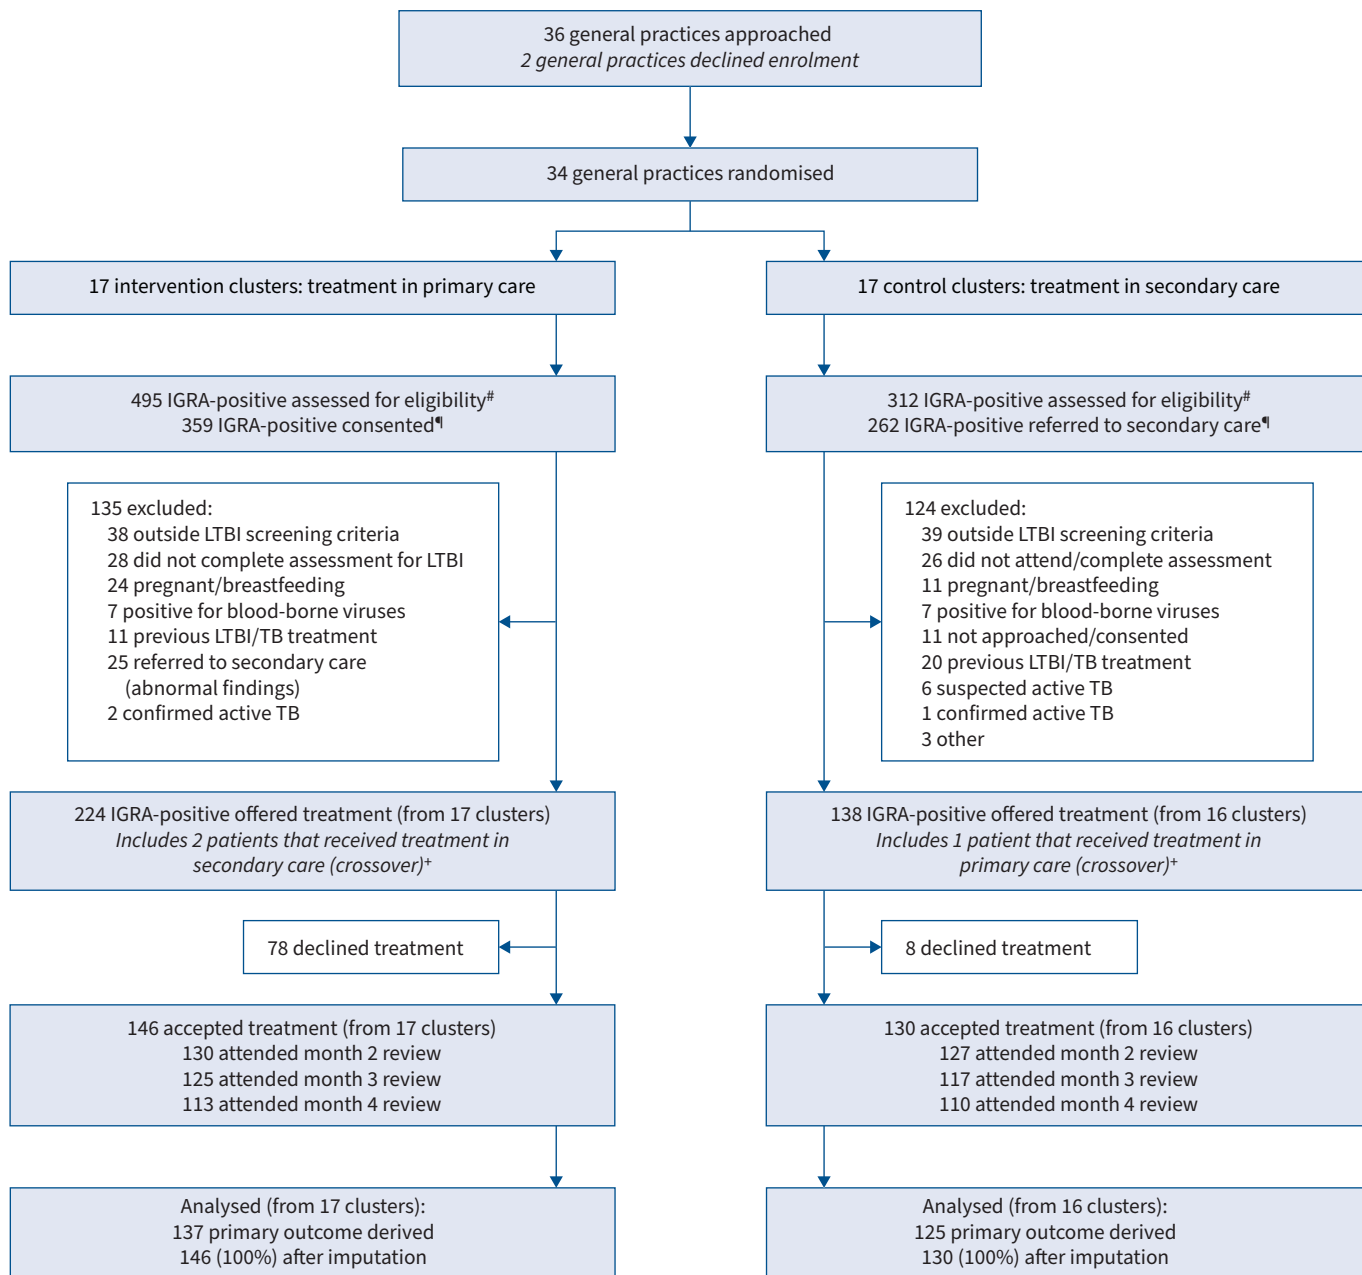 36 general practices approached
2 general practices declined enrolment
34 general practices randomised
17 intervention clusters: treatment in primary care
17 control clusters: treatment in secondary care
495 IGRA-positive assessed for eligibility#
359 IGRA-positive consented¶
312 IGRA-positive assessed for eligibility#
262 IGRA-positive referred to secondary care¶
135 excluded:
38 outside LTBI screening criteria
28 did not complete assessment for LTBI
24 pregnant/breastfeeding
7 positive for blood-borne viruses
11 previous LTBI/TB treatment
25 referred to secondary care
(abnormal findings)
2 confirmed active TB
124 excluded:
39 outside LTBI screening criteria
26 did not attend/complete assessment
11 pregnant/breastfeeding
7 positive for blood-borne viruses
11 not approached/consented
20 previous LTBI/TB treatment
6 suspected active TB
1 confirmed active TB
3 other
224 IGRA-positive offered treatment (from 17 clusters)
Includes 2 patients that received treatment in
secondary care (crossover)+
138 IGRA-positive offered treatment (from 16 clusters)
Includes 1 patient that received treatment in
primary care (crossover)+
78 declined treatment
8 declined treatment
146 accepted treatment (from 17 clusters)
130 attended month 2 review
125 attended month 3 review
113 attended month 4 review
130 accepted treatment (from 16 clusters)
127 attended month 2 review
117 attended month 3 review
110 attended month 4 review
Analysed (from 17 clusters):
137 primary outcome derived
146 (100%) after imputation
Analysed (from 16 clusters):
125 primary outcome derived
130 (100%) after imputation